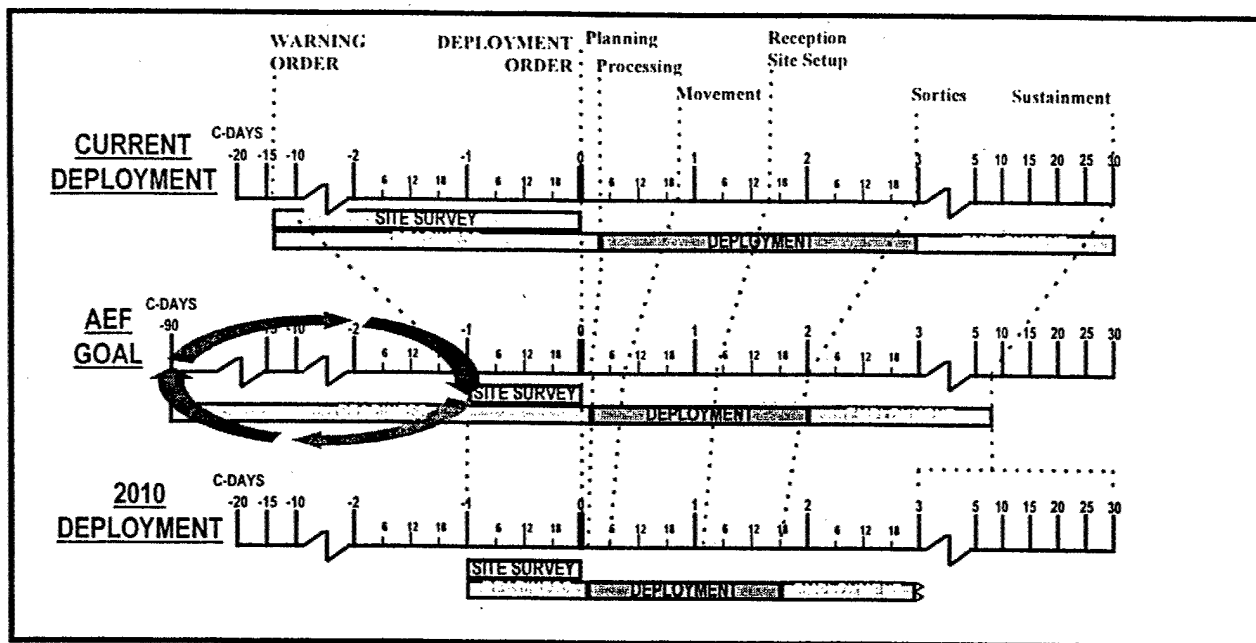 WARNING ORDER
DEPLOYMENT ORDER
Planning
Processing
Movement
Reception Site Setup
Sorties
Sustainment
CURRENT DEPLOYMENT
C-DAYS
-20 -15 -10 -2 -1 0 1 2 3 5 10 15 20 25 30
6 12 18 6 12 18 6 12 18 6 12 18 6 12 18
SITE SURVEY
DEPLOYMENT
AEF GOAL
C-DAYS
-90 -15 -10 -2 -1 0 1 2 3 5 10 15 20 25 30
6 12 18 6 12 18 6 12 18 6 12 18 6 12 18
SITE SURVEY
DEPLOYMENT
2010 DEPLOYMENT
C-DAYS
-20 -15 -10 -2 -1 0 1 2 3 5 10 15 20 25 30
6 12 18 6 12 18 6 12 18 6 12 18 6 12 18
SITE SURVEY
DEPLOYMENT